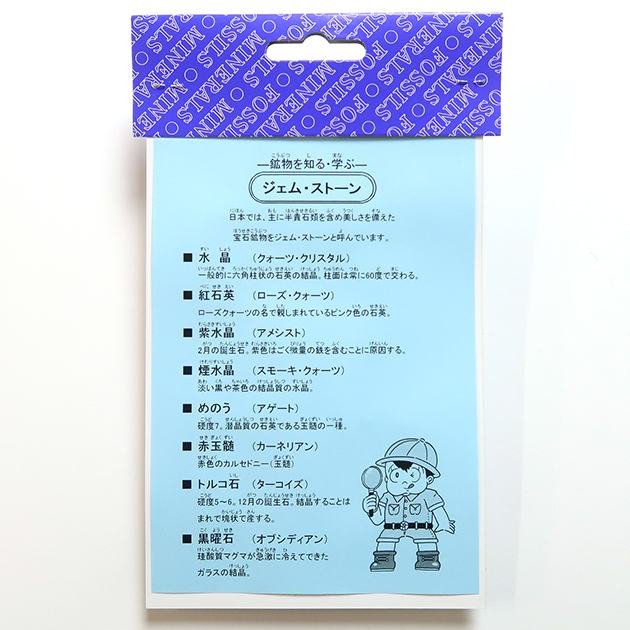 MINERALS FOSSILS
—鉱物を知る・学ぶ—
ジェム・ストーン
日本では、主に半貴石類を含め美しさを備えた
宝石鉱物をジェム・ストーンと呼んでいます。
■ 水晶 (クォーツ・クリスタル)
一般的に六角柱状の石英の結晶。柱面は常に60度で交わる。
■ 紅石英 (ローズ・クォーツ)
ローズクォーツの名で親しまれているピンク色の石英。
■ 紫水晶 (アメシスト)
2月の誕生石。紫色はごく微量の鉄を含むことに原因する。
■ 煙水晶 (スモーキ・クォーツ)
淡い黒や茶色の結晶質の水晶。
■ めのう (アゲート)
硬度7。潜晶質の石英である玉髄の一種。
■ 赤玉髄 (カーネリアン)
赤色のカルセドニー(玉髄)
■ トルコ石 (ターコイズ)
硬度5〜6。12月の誕生石。結晶することは
まれで塊状で産する。
■ 黒曜石 (オブシディアン)
珪酸質マグマが急激に冷えてできた
ガラスの結晶。